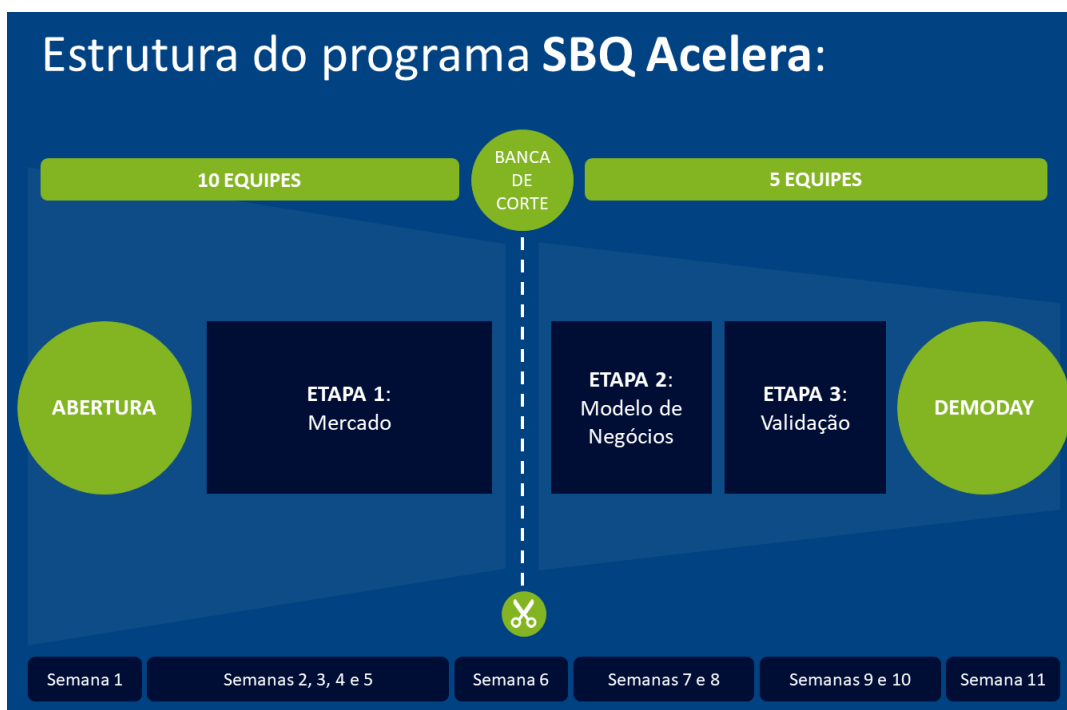 Estrutura do programa SBQ Acelera:
10 EQUIPES
BANCA
DE
CORTE
5 EQUIPES
ABERTURA
ETAPA 1:
Mercado
ETAPA 2:
Modelo de
Negócios
ETAPA 3:
Validação
DEMODAY
Semana 1
Semanas 2, 3, 4 e 5
Semana 6
Semanas 7 e 8
Semanas 9 e 10
Semana 11